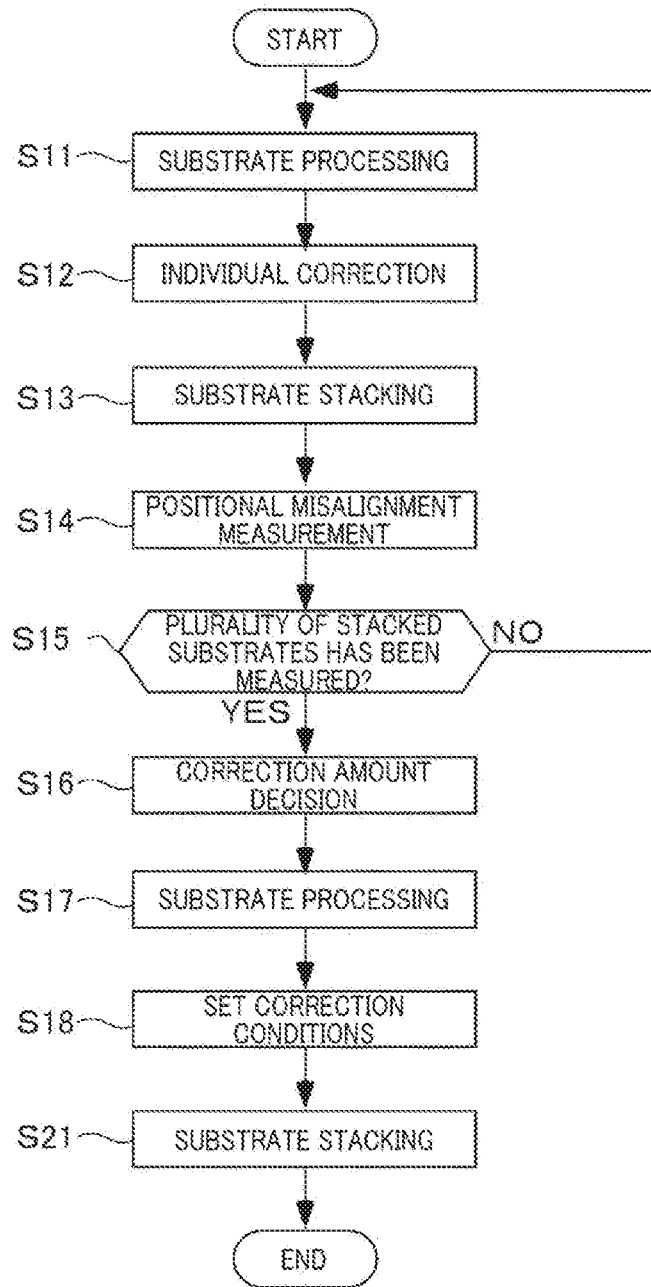 START
S11
SUBSTRATE PROCESSING
S12
INDIVIDUAL CORRECTION
S13
SUBSTRATE STACKING
S14
POSITIONAL MISALIGNMENT
MEASUREMENT
S15
PLURALITY OF STACKED
SUBSTRATES HAS BEEN
MEASURED?
NO
YES
S16
CORRECTION AMOUNT
DECISION
S17
SUBSTRATE PROCESSING
S18
SET CORRECTION
CONDITIONS
S21
SUBSTRATE STACKING
END